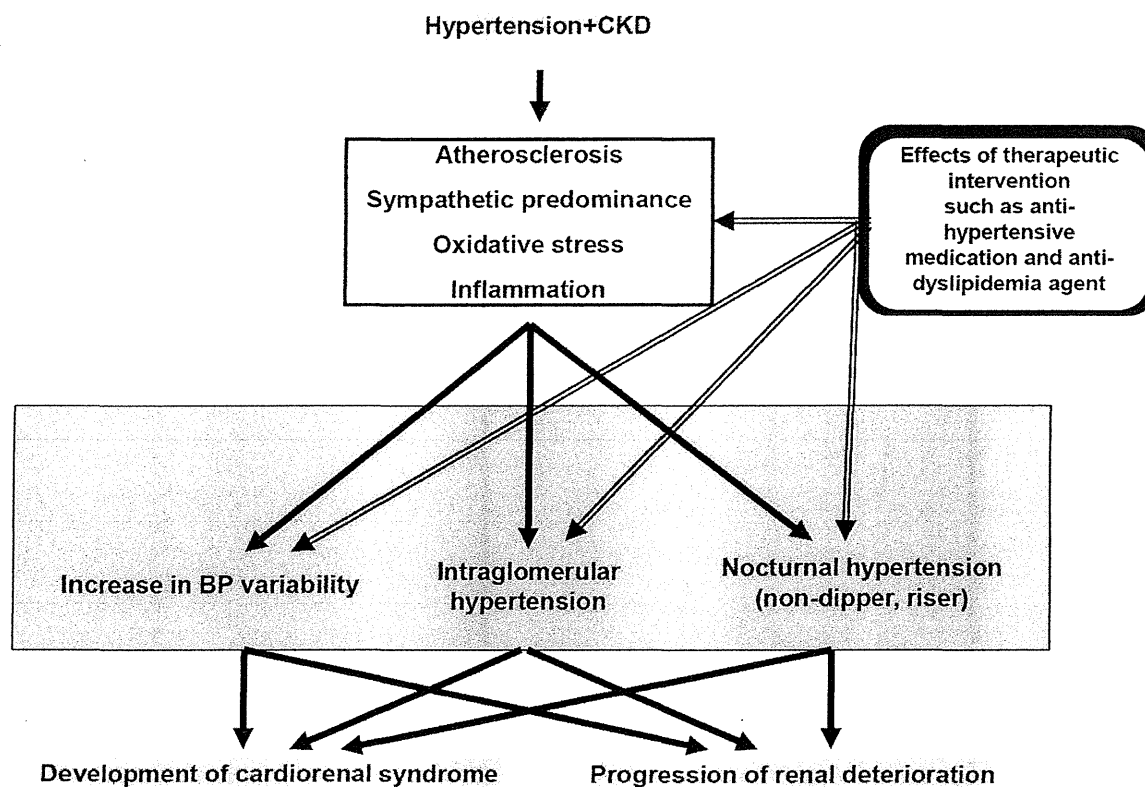 Hypertension+CKD
Atherosclerosis
Sympathetic predominance
Oxidative stress
Inflammation
Effects of therapeutic
intervention
such as anti-
hypertensive
medication and anti-
dyslipidemia agent
Increase in BP variability
Intraglomerular
hypertension
Nocturnal hypertension
(non-dipper, riser)
Development of cardiorenal syndrome
Progression of renal deterioration